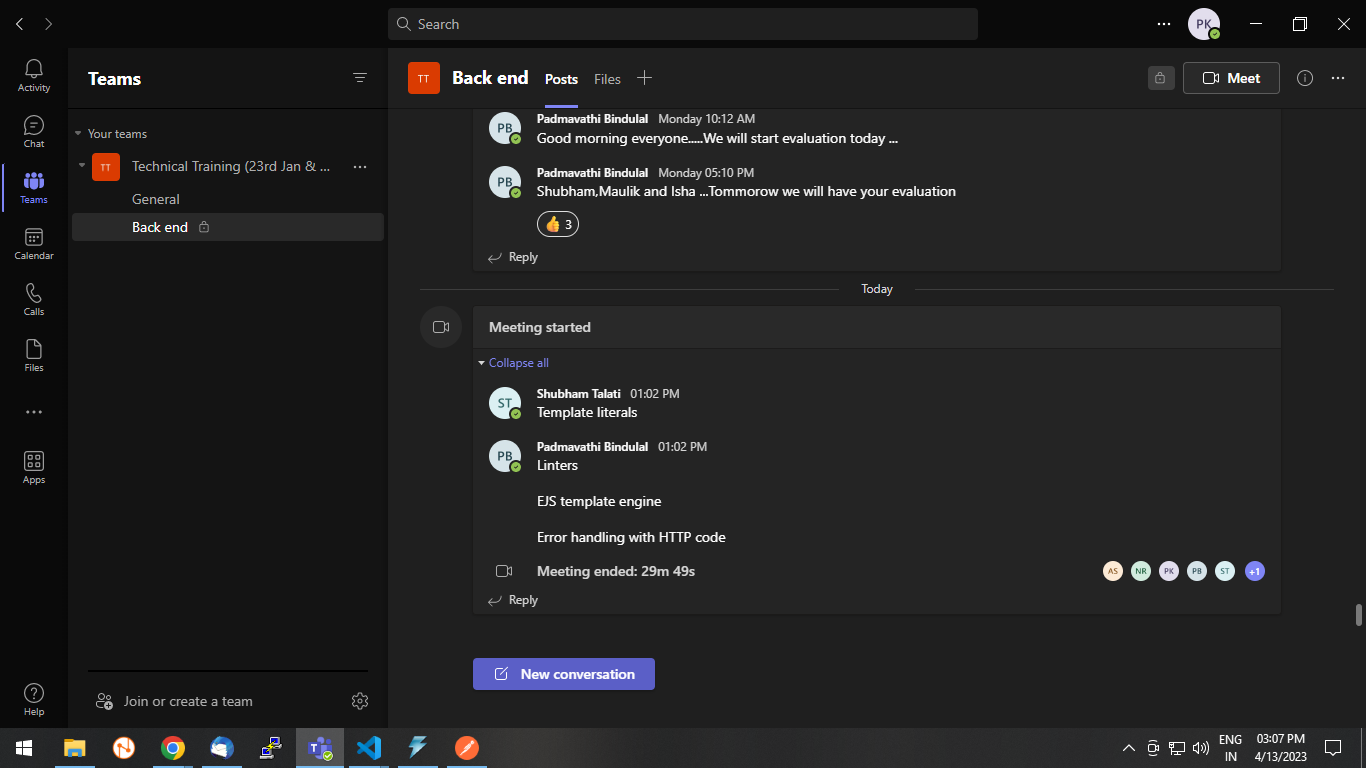 Search
PK
Activity
Chat
Teams
Calendar
Calls
Files
Apps
Help
Teams
Your teams
TT
Technical Training (23rd Jan & ...
General
Back end
Join or create a team
TT
Back end
Posts
Files
Meet
PB
Padmavathi Bindulal Monday 10:12 AM
Good morning everyone.....We will start evaluation today ...
PB
Padmavathi Bindulal Monday 05:10 PM
Shubham,Maulik and Isha ...Tommorow we will have your evaluation
👍 3
Reply
Today
Meeting started
Collapse all
ST
Shubham Talati 01:02 PM
Template literals
PB
Padmavathi Bindulal 01:02 PM
Linters
EJS template engine
Error handling with HTTP code
Meeting ended: 29m 49s
AS NR PK PB ST +1
Reply
New conversation
ENG
IN
03:07 PM
4/13/2023